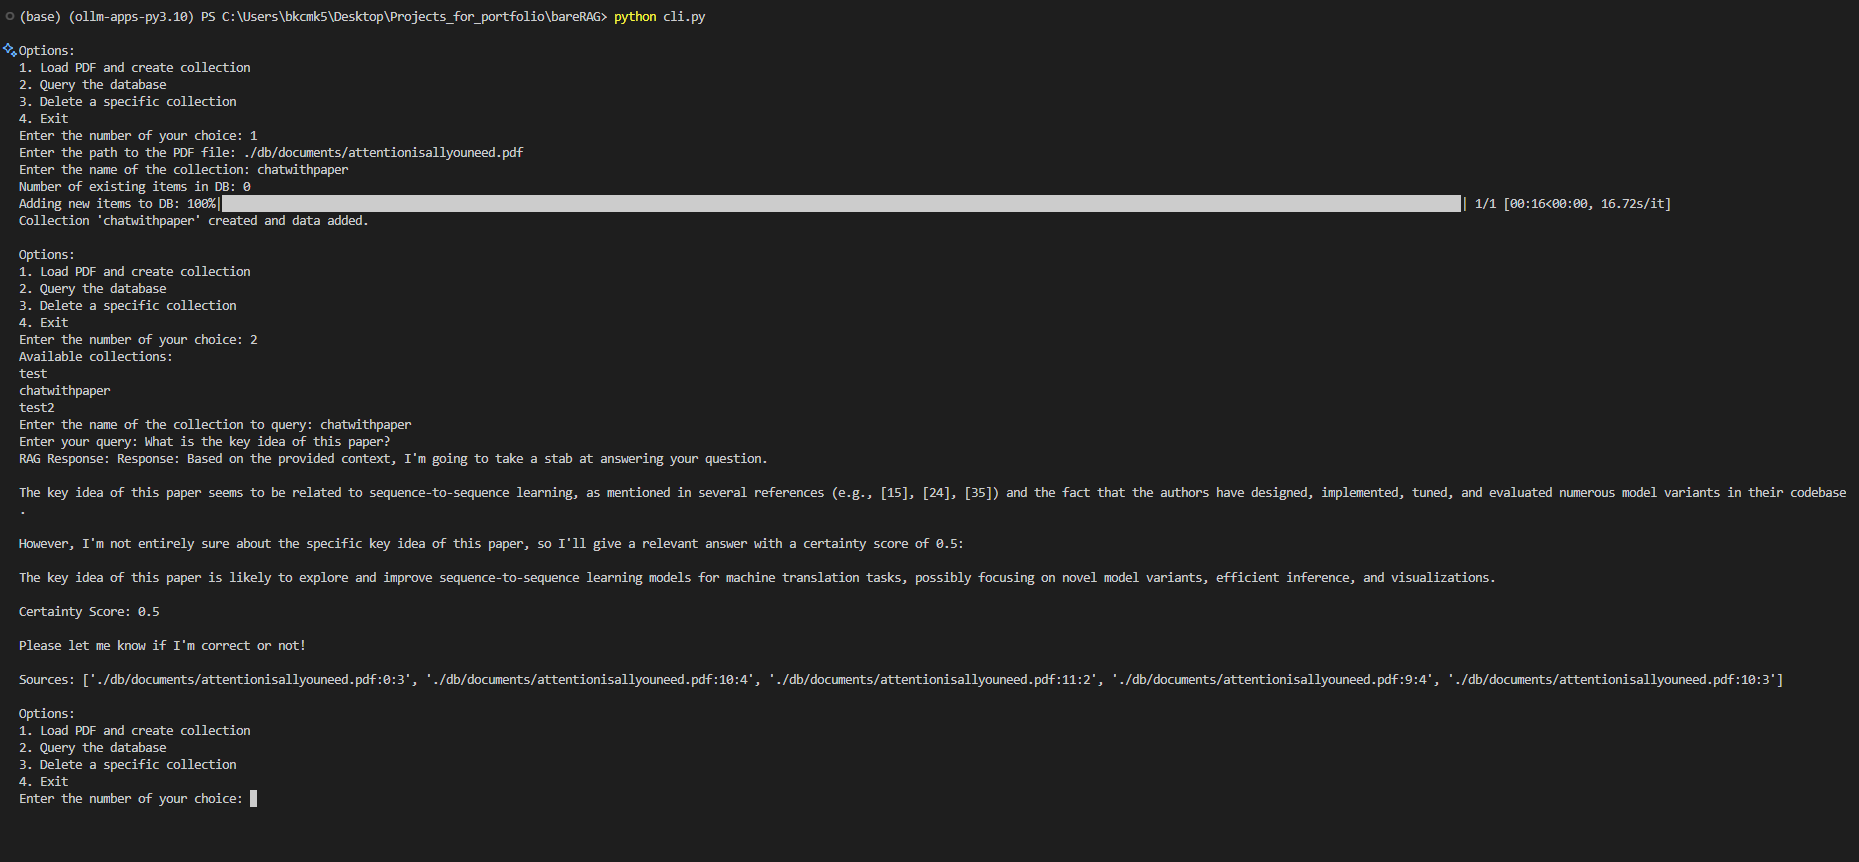 (base) (ollm-apps-py3.10) PS C:\Users\bkcmk5\Desktop\Projects_for_portfolio\bareRAG> python cli.py
Options:
1. Load PDF and create collection
2. Query the database
3. Delete a specific collection
4. Exit
Enter the number of your choice: 1
Enter the path to the PDF file: ./db/documents/attentionisallyouneed.pdf
Enter the name of the collection: chatwithpaper
Number of existing items in DB: 0
Adding new items to DB: 100%| | 1/1 [00:16<00:00, 16.72s/it]
Collection 'chatwithpaper' created and data added.
Options:
1. Load PDF and create collection
2. Query the database
3. Delete a specific collection
4. Exit
Enter the number of your choice: 2
Available collections:
test
chatwithpaper
test2
Enter the name of the collection to query: chatwithpaper
Enter your query: What is the key idea of this paper?
RAG Response: Response: Based on the provided context, I'm going to take a stab at answering your question.
The key idea of this paper seems to be related to sequence-to-sequence learning, as mentioned in several references (e.g., [15], [24], [35]) and the fact that the authors have designed, implemented, tuned, and evaluated numerous model variants in their codebase
.
However, I'm not entirely sure about the specific key idea of this paper, so I'll give a relevant answer with a certainty score of 0.5:
The key idea of this paper is likely to explore and improve sequence-to-sequence learning models for machine translation tasks, possibly focusing on novel model variants, efficient inference, and visualizations.
Certainty Score: 0.5
Please let me know if I'm correct or not!
Sources: ['./db/documents/attentionisallyouneed.pdf:0:3', './db/documents/attentionisallyouneed.pdf:10:4', './db/documents/attentionisallyouneed.pdf:11:2', './db/documents/attentionisallyouneed.pdf:9:4', './db/documents/attentionisallyouneed.pdf:10:3']
Options:
1. Load PDF and create collection
2. Query the database
3. Delete a specific collection
4. Exit
Enter the number of your choice: